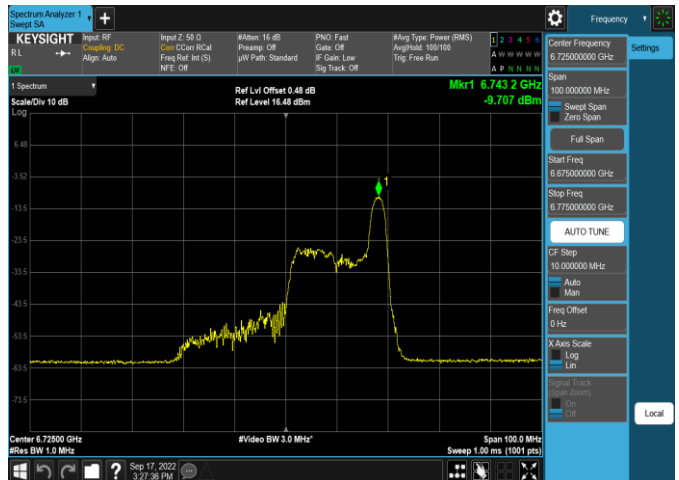 Spectrum Analyzer 1
Swept SA
Frequency
KEYSIGHT
RL
LW
Input: RF
Coupling: DC
Align: Auto
Input Z: 50 Ω
Corr CCorr RCal
Freq Ref: Int (S)
NFE: Off
#Atten: 16 dB
Preamp: Off
µW Path: Standard
PNO: Fast
Gate: Off
IF Gain: Low
Sig Track: Off
#Avg Type: Power (RMS)
Avg|Hold: 100/100
Trig: Free Run
1 2 3 4 5 6
A W W W W W
A P N N N N
1 Spectrum
Scale/Div 10 dB
Log
Ref Lvl Offset 0.48 dB
Ref Level 16.48 dBm
Mkr1 6.743 2 GHz
-9.707 dBm
6.48
-3.52
-13.5
-23.5
-33.5
-43.5
-53.5
-63.5
-73.5
1
Center 6.72500 GHz
#Res BW 1.0 MHz
#Video BW 3.0 MHz*
Span 100.0 MHz
Sweep 1.00 ms (1001 pts)
Sep 17, 2022
3:27:36 PM
Center Frequency
6.725000000 GHz
Span
100.000000 MHz
Swept Span
Zero Span
Full Span
Start Freq
6.675000000 GHz
Stop Freq
6.775000000 GHz
AUTO TUNE
CF Step
10.000000 MHz
Auto
Man
Freq Offset
0 Hz
X Axis Scale
Log
Lin
Signal Track
(Span Zoom)
On
Off
Settings
Local